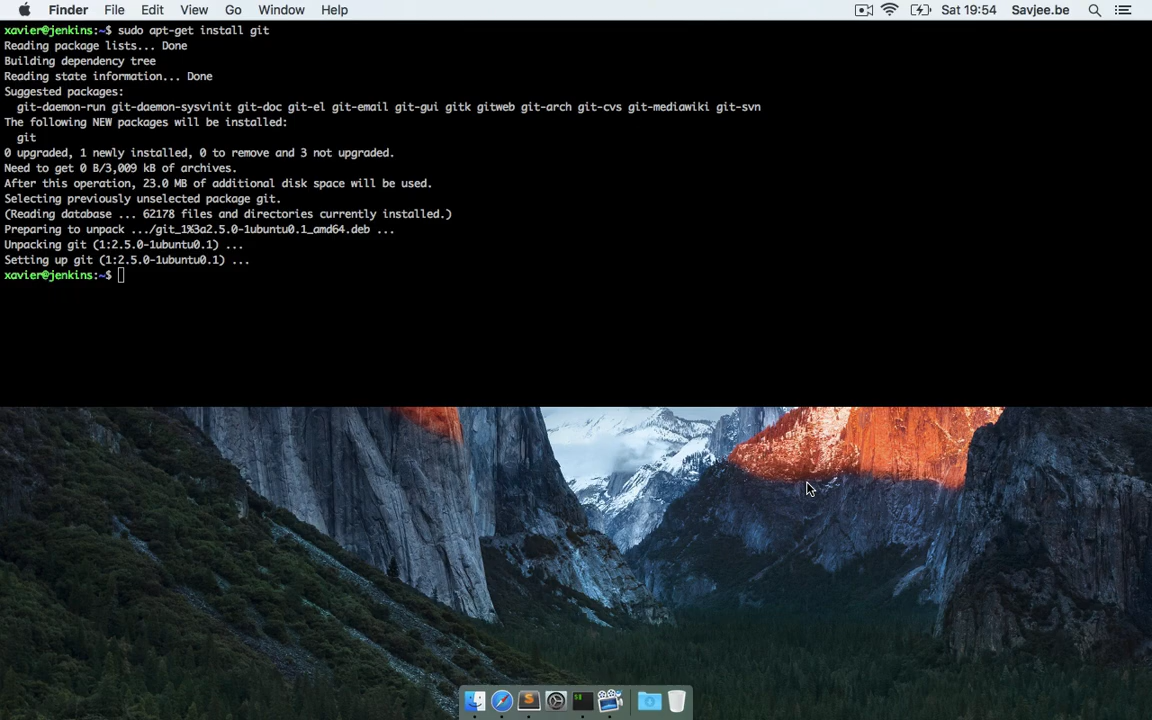 Finder File Edit View Go Window Help Sat 19:54 Savjee.be
xavier@jenkins:~$ sudo apt-get install git
Reading package lists... Done
Building dependency tree
Reading state information... Done
Suggested packages:
git-daemon-run git-daemon-sysvinit git-doc git-el git-email git-gui gitk gitweb git-arch git-cvs git-mediawiki git-svn
The following NEW packages will be installed:
git
0 upgraded, 1 newly installed, 0 to remove and 3 not upgraded.
Need to get 0 B/3,009 kB of archives.
After this operation, 23.0 MB of additional disk space will be used.
Selecting previously unselected package git.
(Reading database ... 62178 files and directories currently installed.)
Preparing to unpack .../git_1%3a2.5.0-1ubuntu0.1_amd64.deb ...
Unpacking git (1:2.5.0-1ubuntu0.1) ...
Setting up git (1:2.5.0-1ubuntu0.1) ...
xavier@jenkins:~$